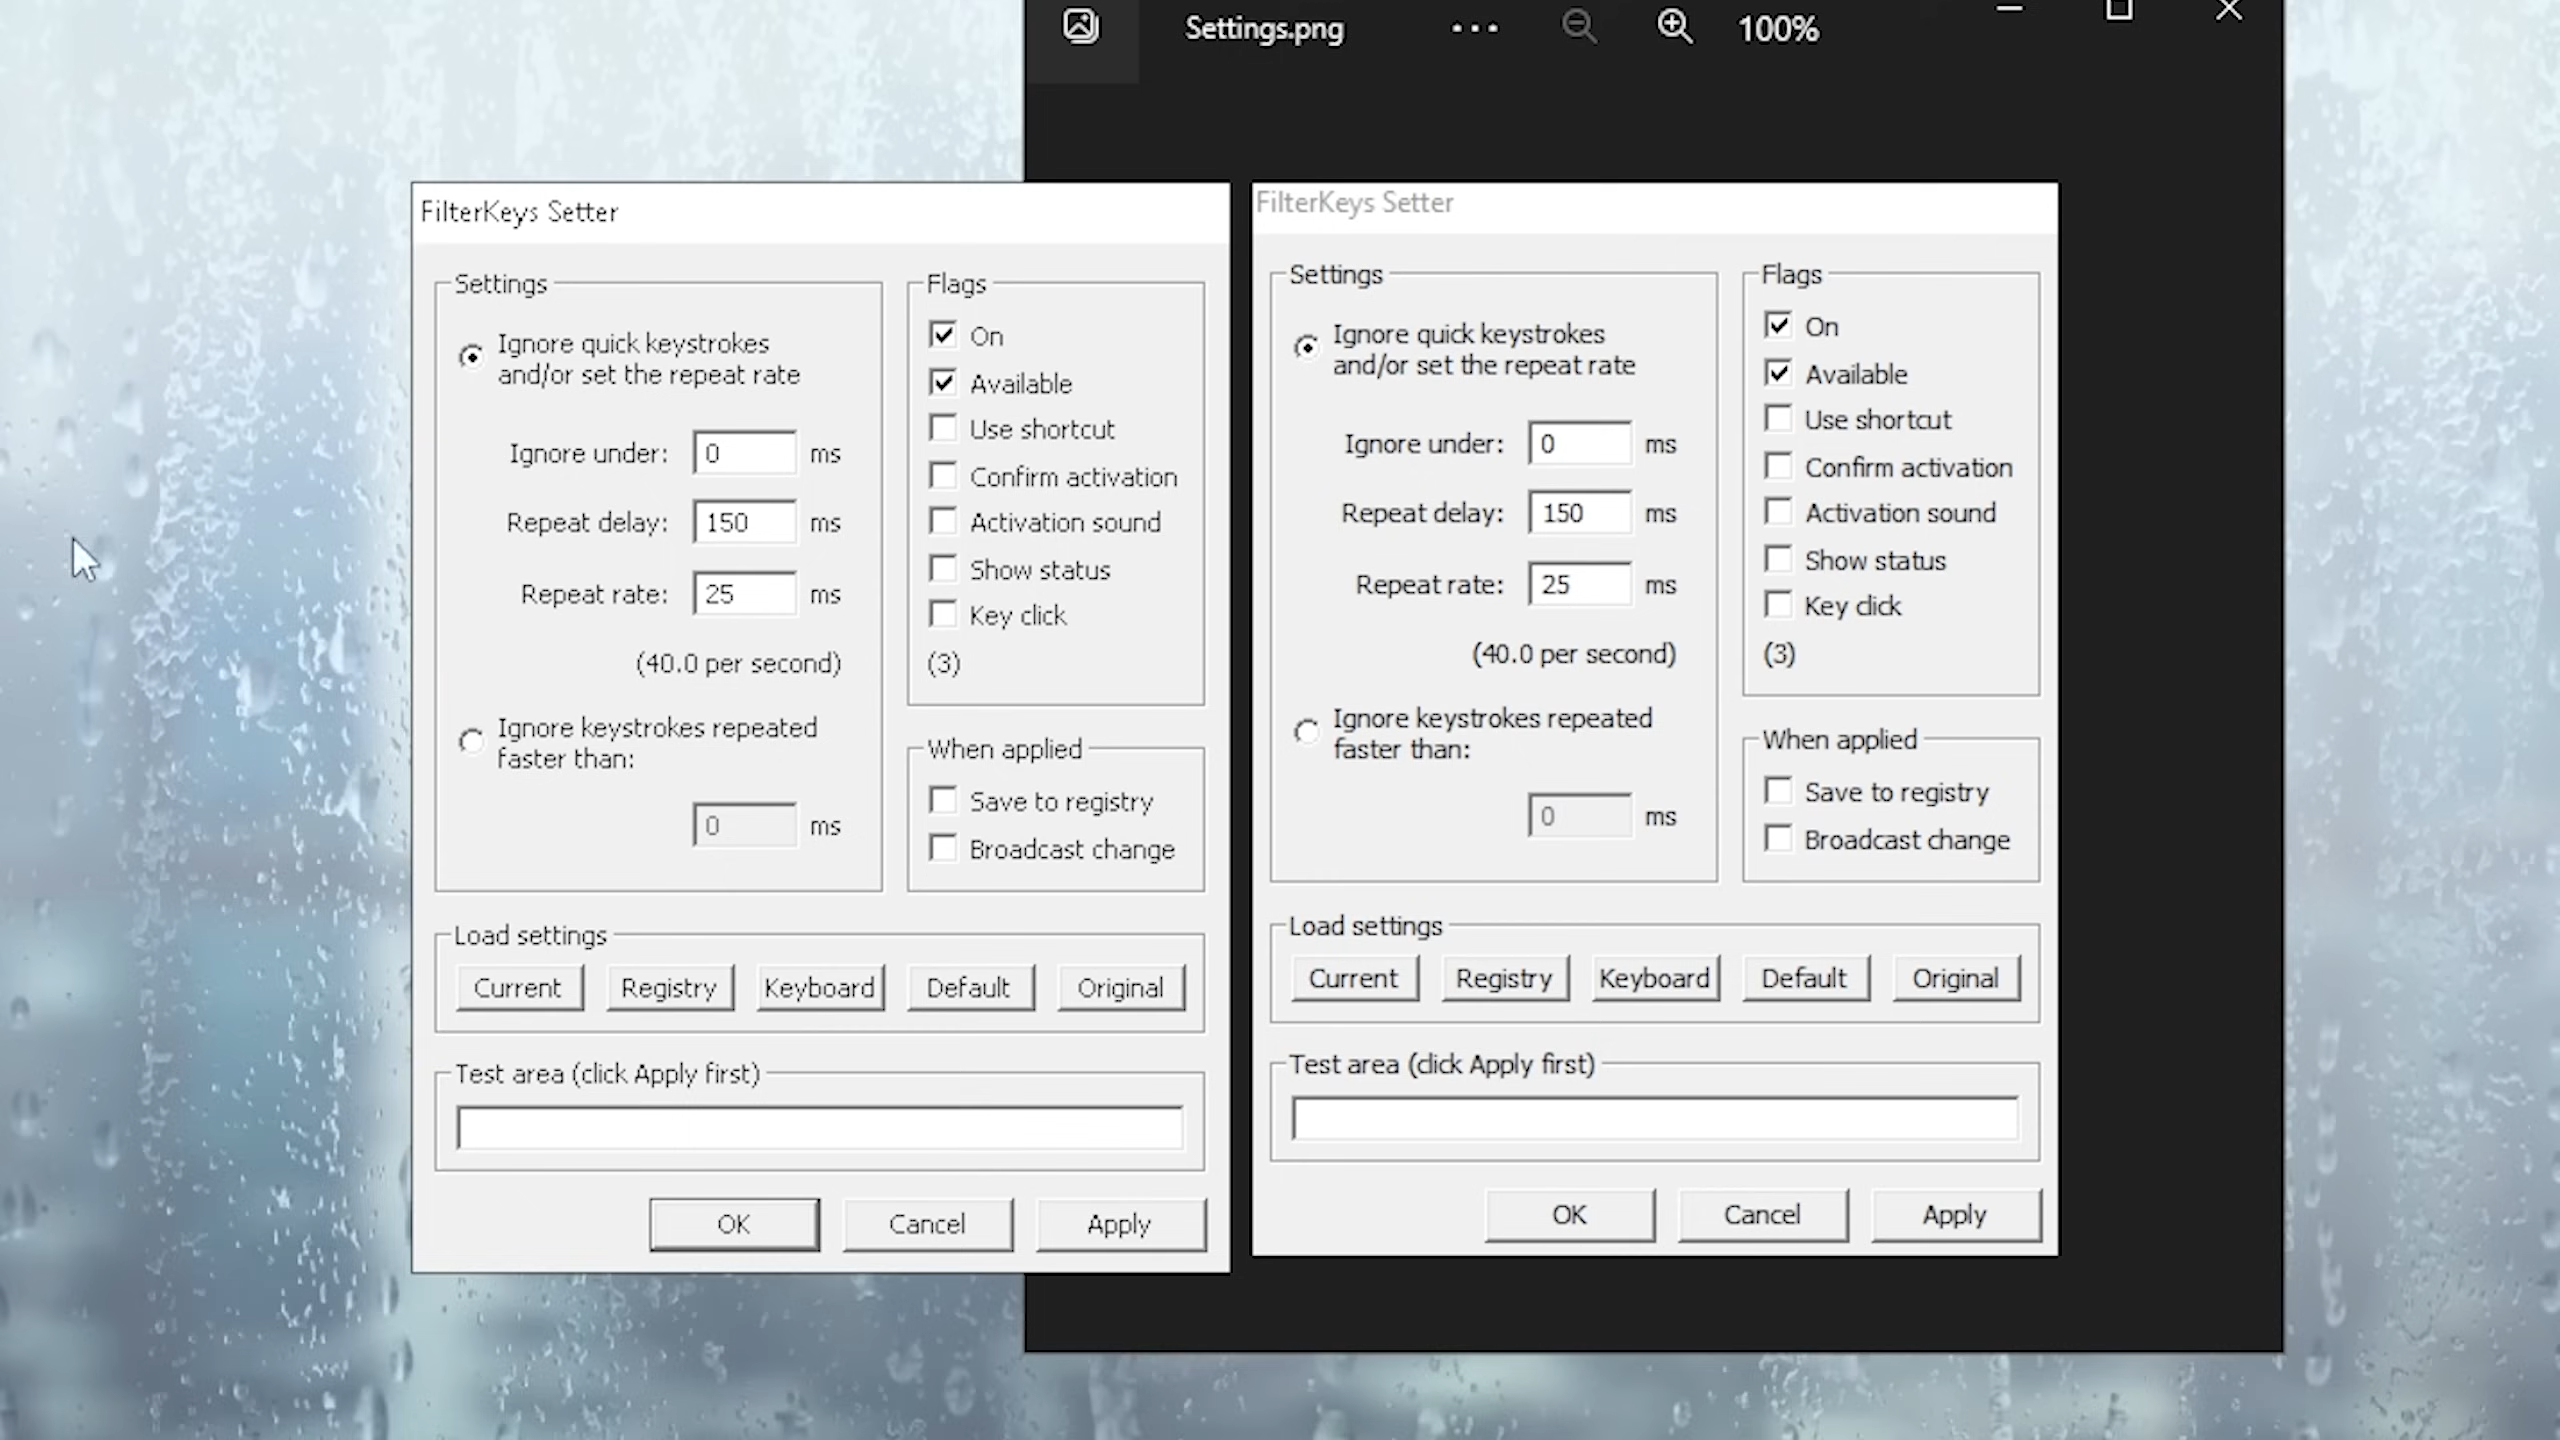 Settings.png
100%
FilterKeys Setter
Settings
Ignore quick keystrokes
and/or set the repeat rate
Ignore under: 0 ms
Repeat delay: 150 ms
Repeat rate: 25 ms
(40.0 per second)
Ignore keystrokes repeated
faster than:
0 ms
Flags
On
Available
Use shortcut
Confirm activation
Activation sound
Show status
Key click
(3)
When applied
Save to registry
Broadcast change
Load settings
Current Registry Keyboard Default Original
Test area (click Apply first)
OK Cancel Apply
FilterKeys Setter
Settings
Ignore quick keystrokes
and/or set the repeat rate
Ignore under: 0 ms
Repeat delay: 150 ms
Repeat rate: 25 ms
(40.0 per second)
Ignore keystrokes repeated
faster than:
0 ms
Flags
On
Available
Use shortcut
Confirm activation
Activation sound
Show status
Key click
(3)
When applied
Save to registry
Broadcast change
Load settings
Current Registry Keyboard Default Original
Test area (click Apply first)
OK Cancel Apply